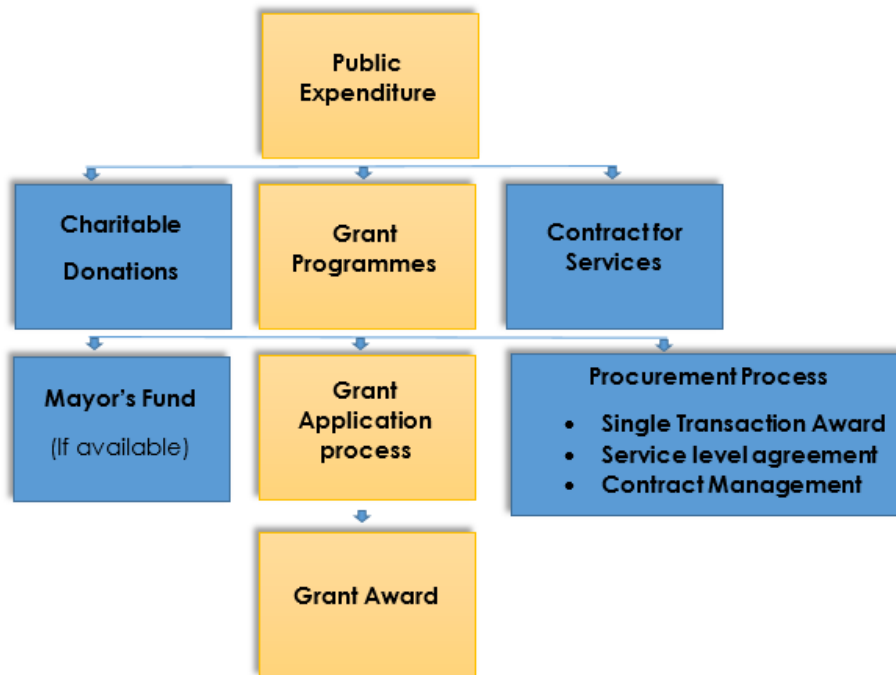 Public
Expenditure
Charitable
Donations
Grant
Programmes
Contract for
Services
Mayor's Fund
(If available)
Grant
Application
process
Procurement Process
• Single Transaction Award
• Service level agreement
• Contract Management
Grant Award